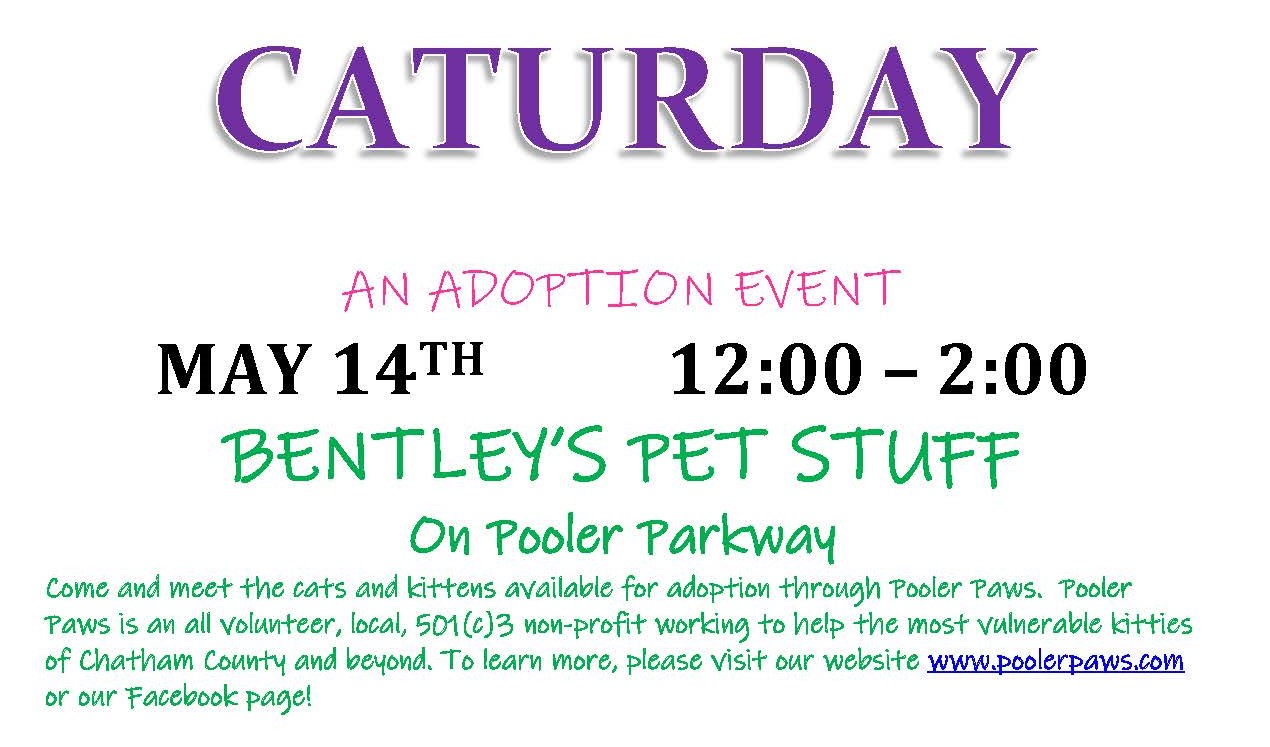 CATURDAY
AN ADOPTION EVENT
MAY 14TH 12:00 – 2:00
BENTLEY'S PET STUFF
On Pooler Parkway
Come and meet the cats and kittens available for adoption through Pooler Paws. Pooler
Paws is an all volunteer, local, 501(c)3 non-profit working to help the most vulnerable kitties
of Chatham County and beyond. To learn more, please visit our website www.poolerpaws.com
or our Facebook page!